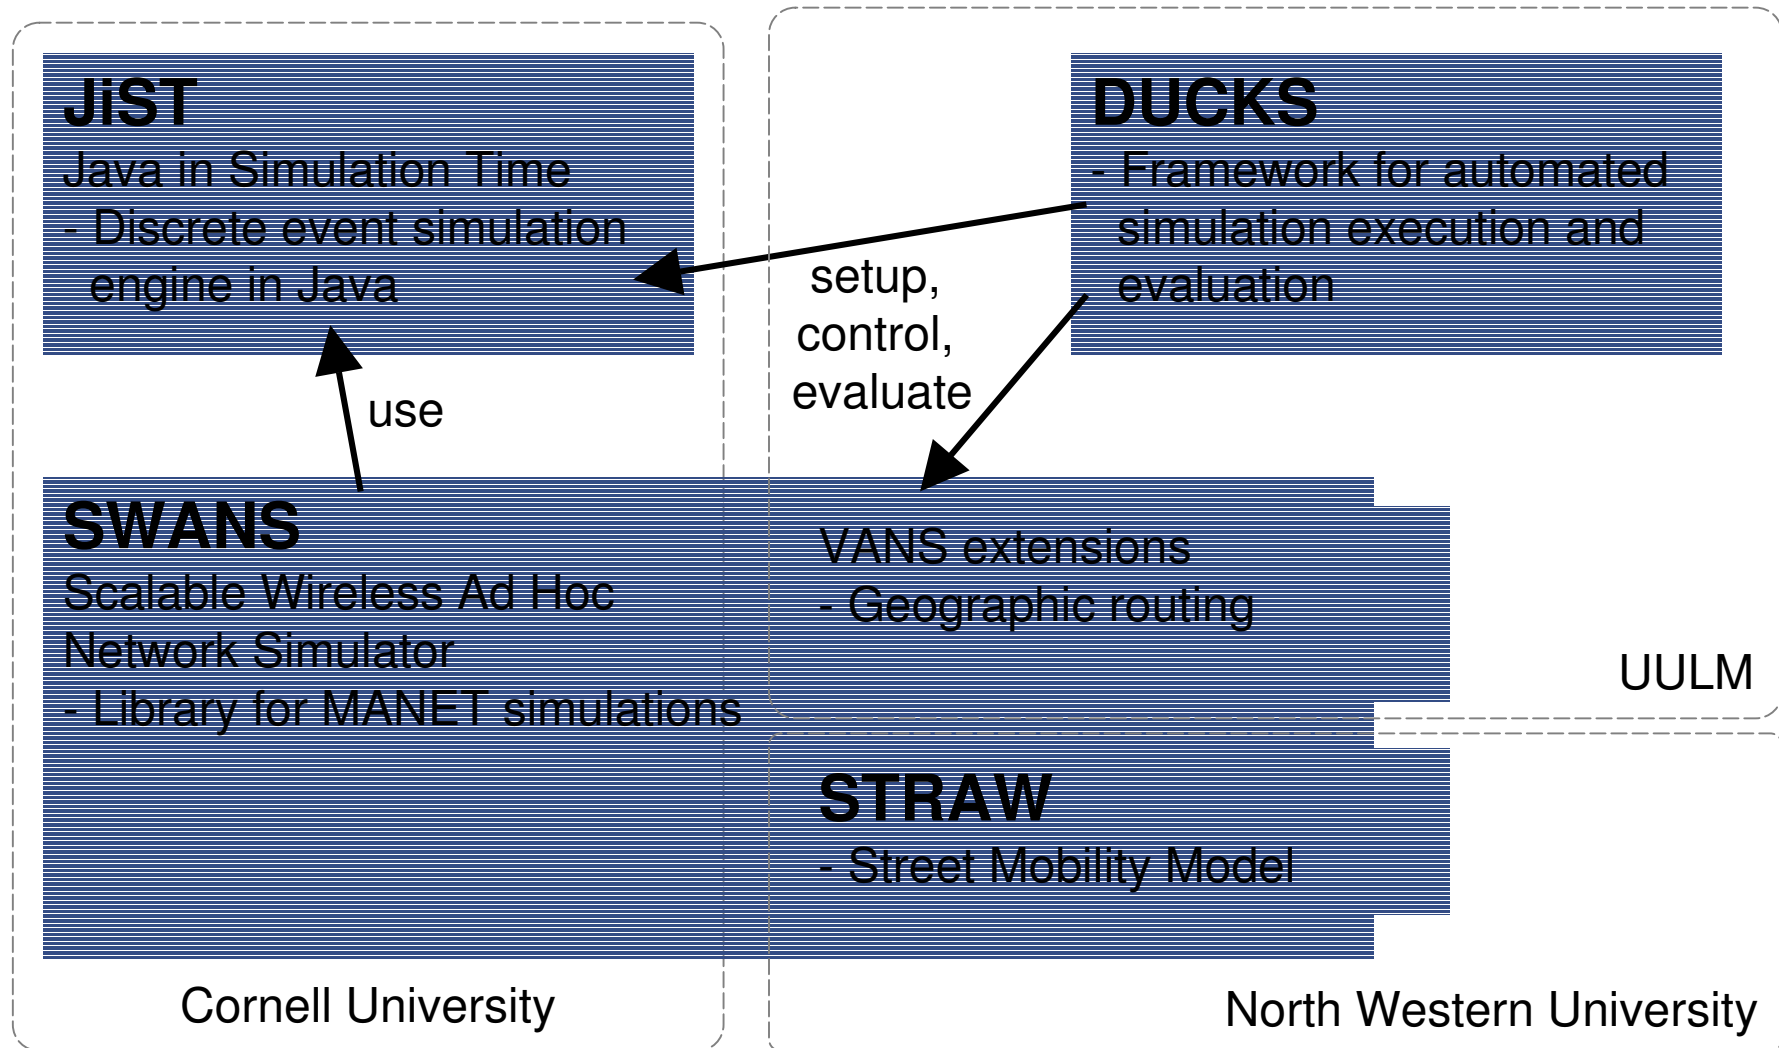 JiST
Java in Simulation Time
- Discrete event simulation
engine in Java
DUCKS
- Framework for automated
simulation execution and
evaluation
setup,
control,
evaluate
use
SWANS
Scalable Wireless Ad Hoc
Network Simulator
- Library for MANET simulations
VANS extensions
- Geographic routing
UULM
STRAW
- Street Mobility Model
Cornell University
North Western University